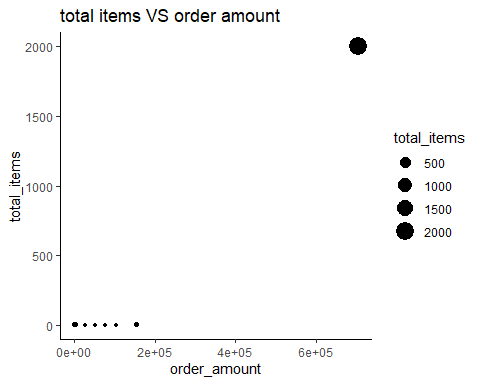 total items VS order amount
total_items
2000
1500
1000
500
0
0e+00 2e+05 4e+05 6e+05
order_amount
total_items
500
1000
1500
2000